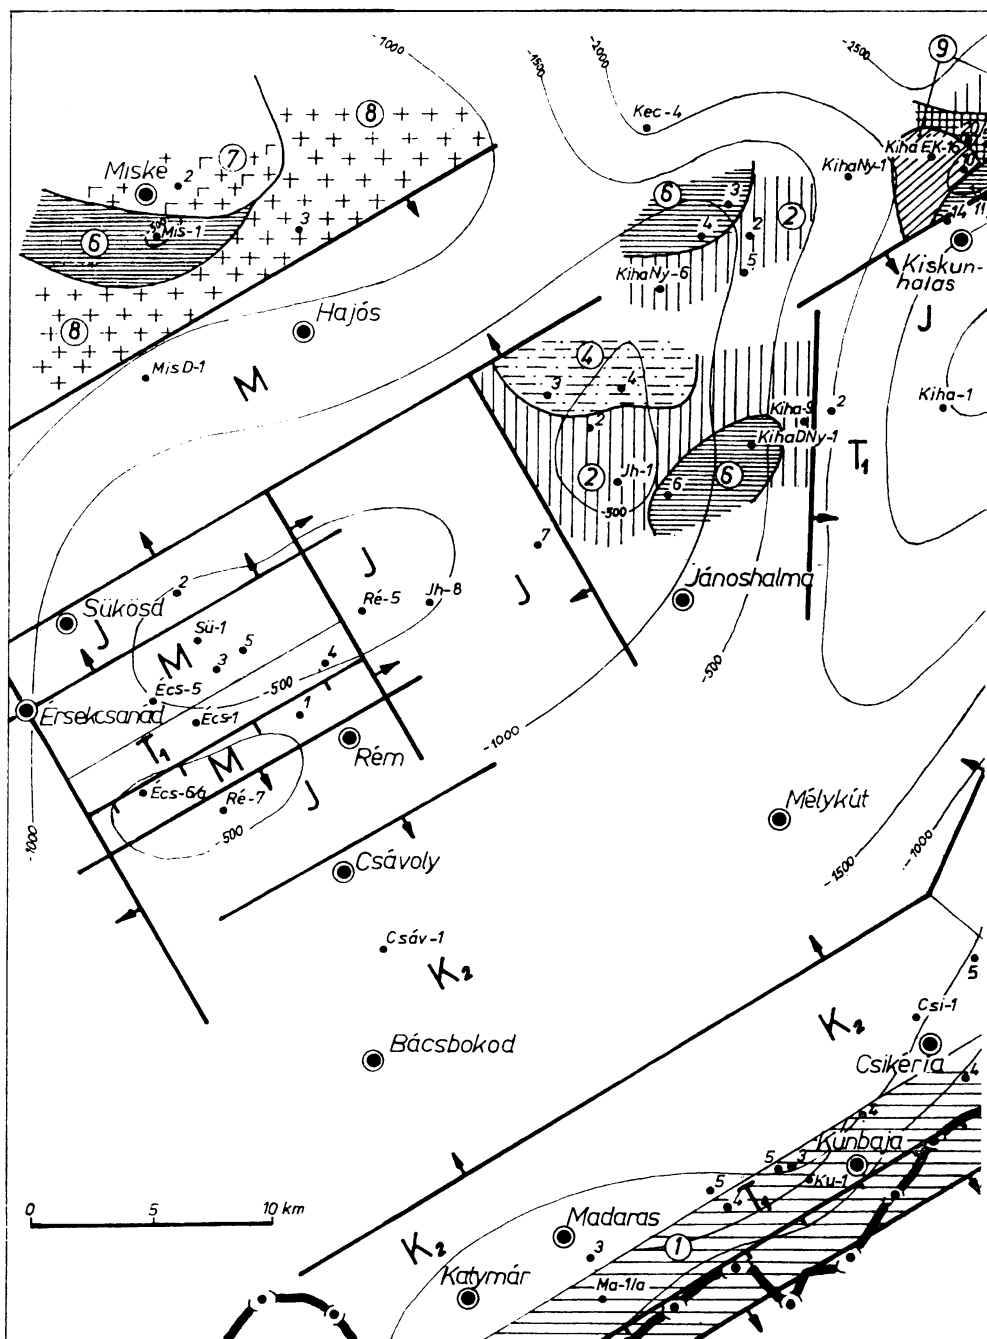 -1000
-1500
-2000
-2500
9
8
Kec-4
7
Miske
2
KihaNy-1
Kiha EK-16
6
3
2
6
Mis-1
-500
3
4
2
5
14
11
KihaNy-6
Kiskun-
halas
8
Hajós
J
4
MisD-1
M
3
4
2
Kiha-9
2
Kiha-1
KihaDNy-1
T₁
2
Jh-1
6
6
-500
7
J
J
2
Sükösd
Ré-5
Jh-8
Jánoshalma
J
Sü-1
5
M
3
4
-500
Écs-5
-500
Érsekcsanád
Écs-1
1
-1000
T₁
M
Rém
Écs-6/a
Ré-7
J
Mélykút
-1000
-500
-1500
-1000
Csávoly
Csáv-1
K₂
5
Csi-1
K₂
Bácsbokod
Csikéria
4
4
Kunbaja
5
3
Ku-1
5
4
T₁
0
5
10 km
Madaras
K₂
1
3
Katymár
Ma-1/a